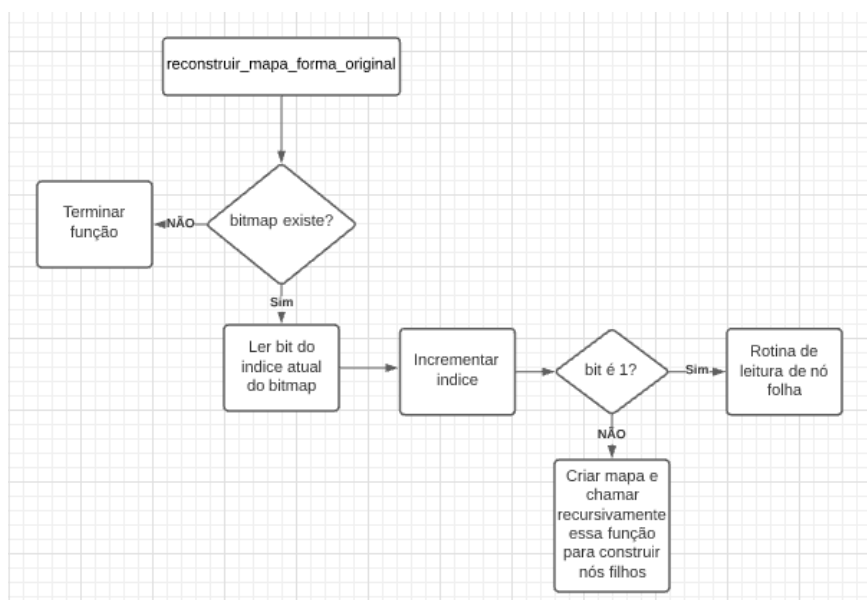 reconstruir_mapa_forma_original
bitmap existe?
NÃO
Terminar
função
Sim
Ler bit do
indice atual
do bitmap
Incrementar
indice
bit é 1?
Sim
Rotina de
leitura de nó
folha
NÃO
Criar mapa e
chamar
recursivamente
essa função
para construir
nós filhos